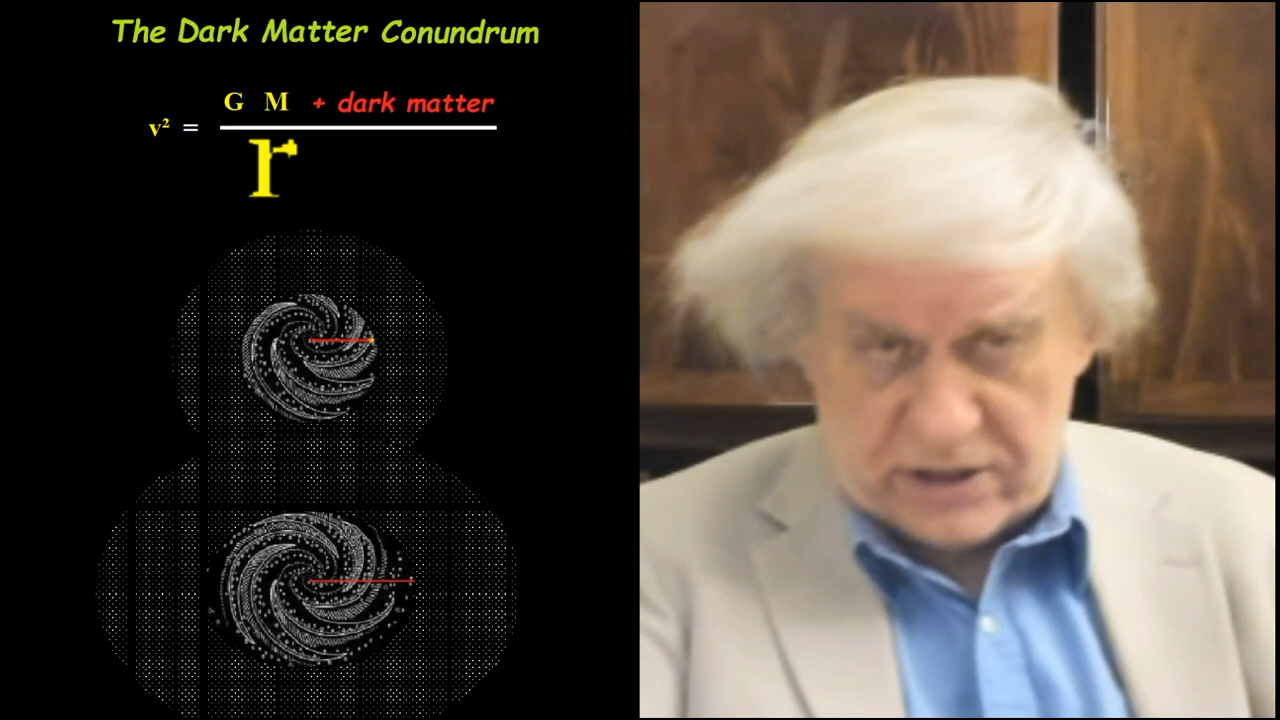 The Dark Matter Conundrum
G M + dark matter
v² =
r